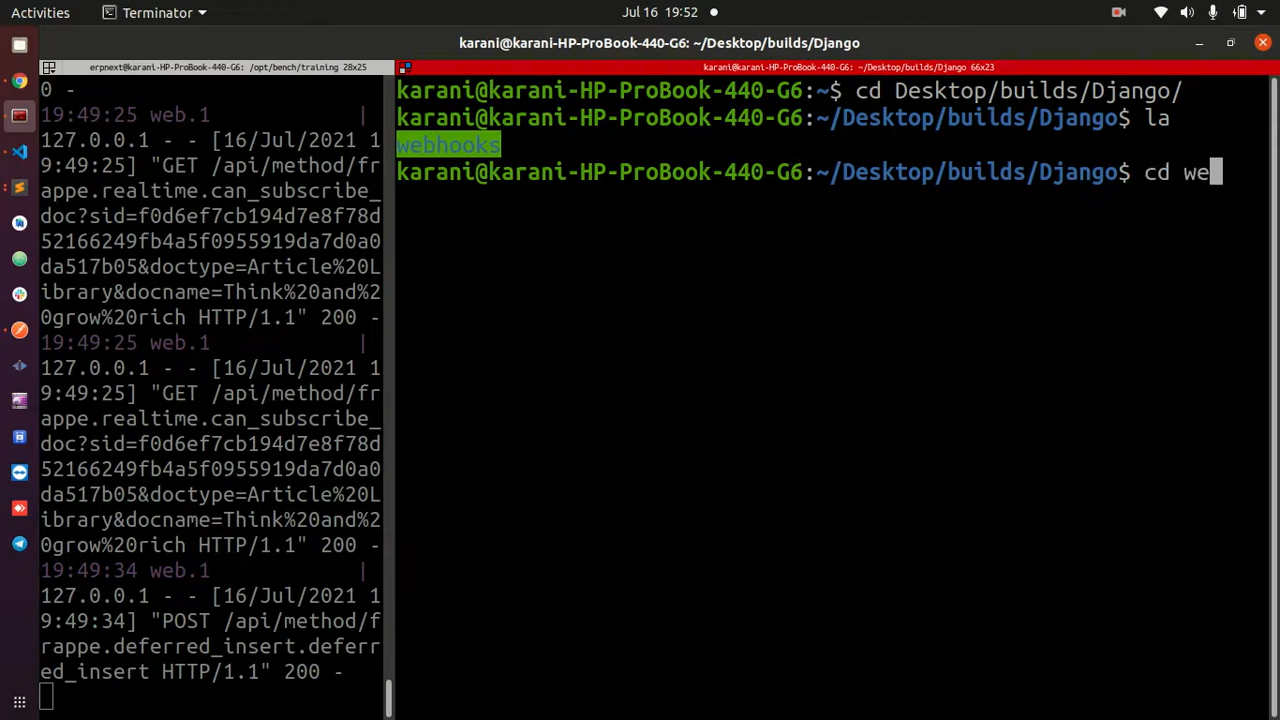 Activities
Terminator
Jul 16 19:52
karani@karani-HP-ProBook-440-G6: ~/Desktop/builds/Django
erpnext@karani-HP-ProBook-440-G6: /opt/bench/training 28x25
0 -
19:49:25 web.1 |
127.0.0.1 - - [16/Jul/2021 1
9:49:25] "GET /api/method/fr
appe.realtime.can_subscribe_
doc?sid=f0d6ef7cb194d7e8f78d
52166249fb4a5f0955919da7d0a0
da517b05&doctype=Article%20L
ibrary&docname=Think%20and%2
0grow%20rich HTTP/1.1" 200 -
19:49:25 web.1 |
127.0.0.1 - - [16/Jul/2021 1
9:49:25] "GET /api/method/fr
appe.realtime.can_subscribe_
doc?sid=f0d6ef7cb194d7e8f78d
52166249fb4a5f0955919da7d0a0
da517b05&doctype=Article%20L
ibrary&docname=Think%20and%2
0grow%20rich HTTP/1.1" 200 -
19:49:34 web.1 |
127.0.0.1 - - [16/Jul/2021 1
9:49:34] "POST /api/method/f
rappe.deferred_insert.deferr
ed_insert HTTP/1.1" 200 -
karani@karani-HP-ProBook-440-G6: ~/Desktop/builds/Django 66x23
karani@karani-HP-ProBook-440-G6:~$ cd Desktop/builds/Django/
karani@karani-HP-ProBook-440-G6:~/Desktop/builds/Django$ la
webhooks
karani@karani-HP-ProBook-440-G6:~/Desktop/builds/Django$ cd we